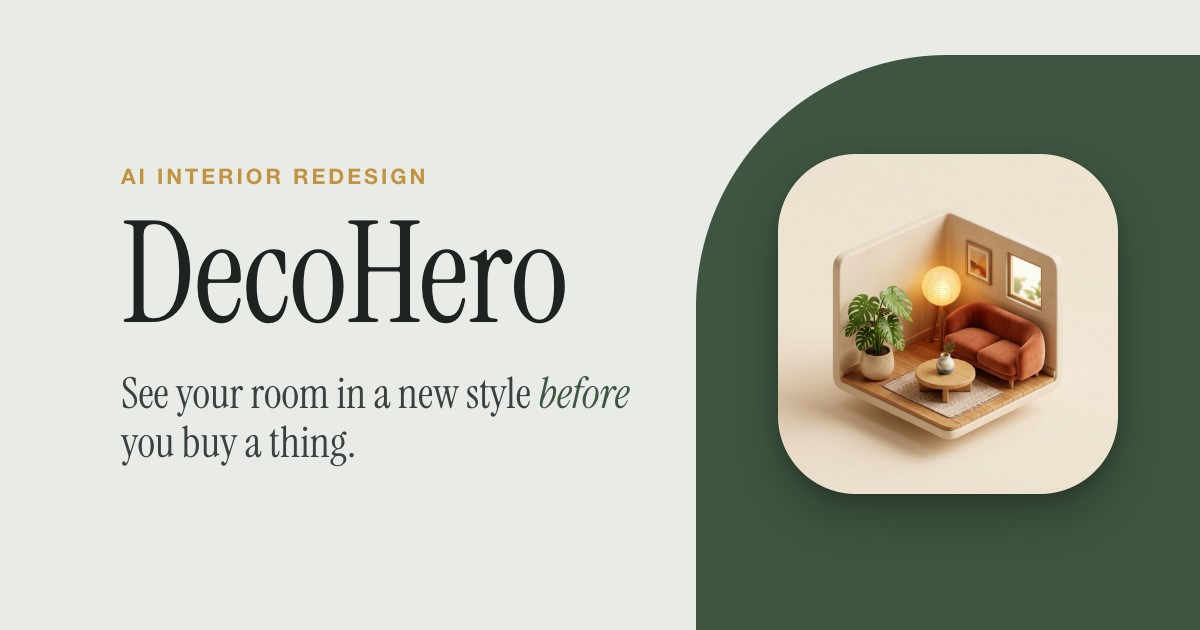 AI INTERIOR REDESIGN
DecoHero
See your room in a new style before
you buy a thing.